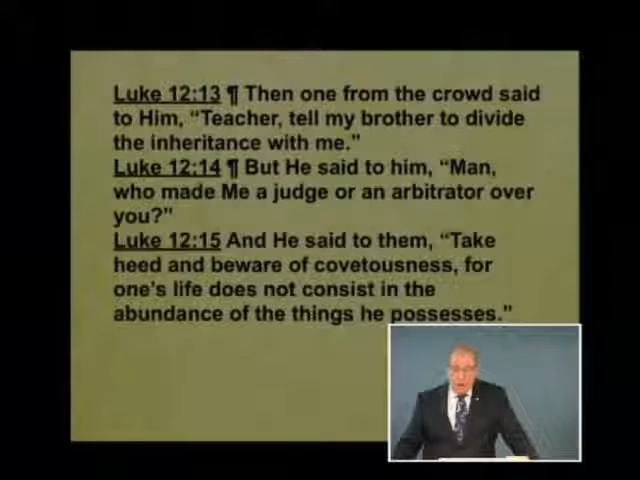 Luke 12:13 ¶ Then one from the crowd said
to Him, “Teacher, tell my brother to divide
the inheritance with me.”
Luke 12:14 ¶ But He said to him, “Man,
who made Me a judge or an arbitrator over
you?”
Luke 12:15 And He said to them, “Take
heed and beware of covetousness, for
one’s life does not consist in the
abundance of the things he possesses.”